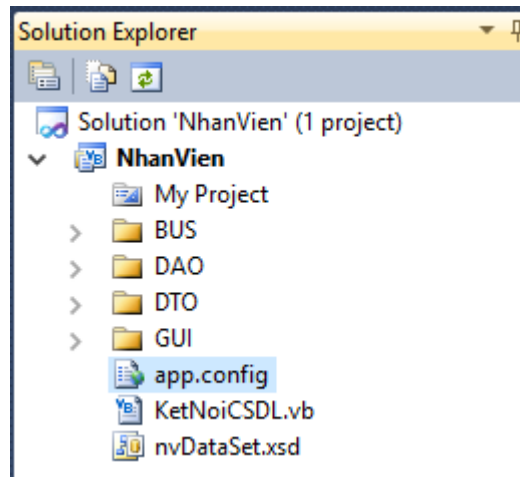 Solution Explorer
Solution 'NhanVien' (1 project)
NhanVien
My Project
BUS
DAO
DTO
GUI
app.config
KetNoiCSDL.vb
nvDataSet.xsd